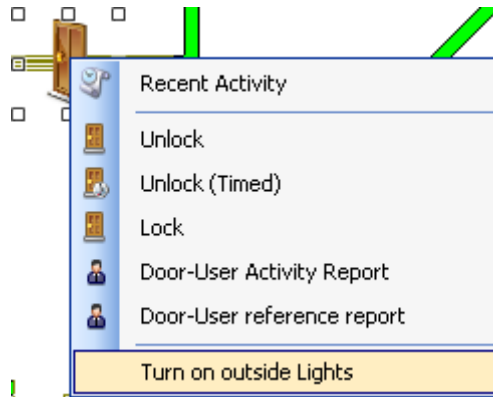 Recent Activity
Unlock
Unlock (Timed)
Lock
Door-User Activity Report
Door-User reference report
Turn on outside Lights